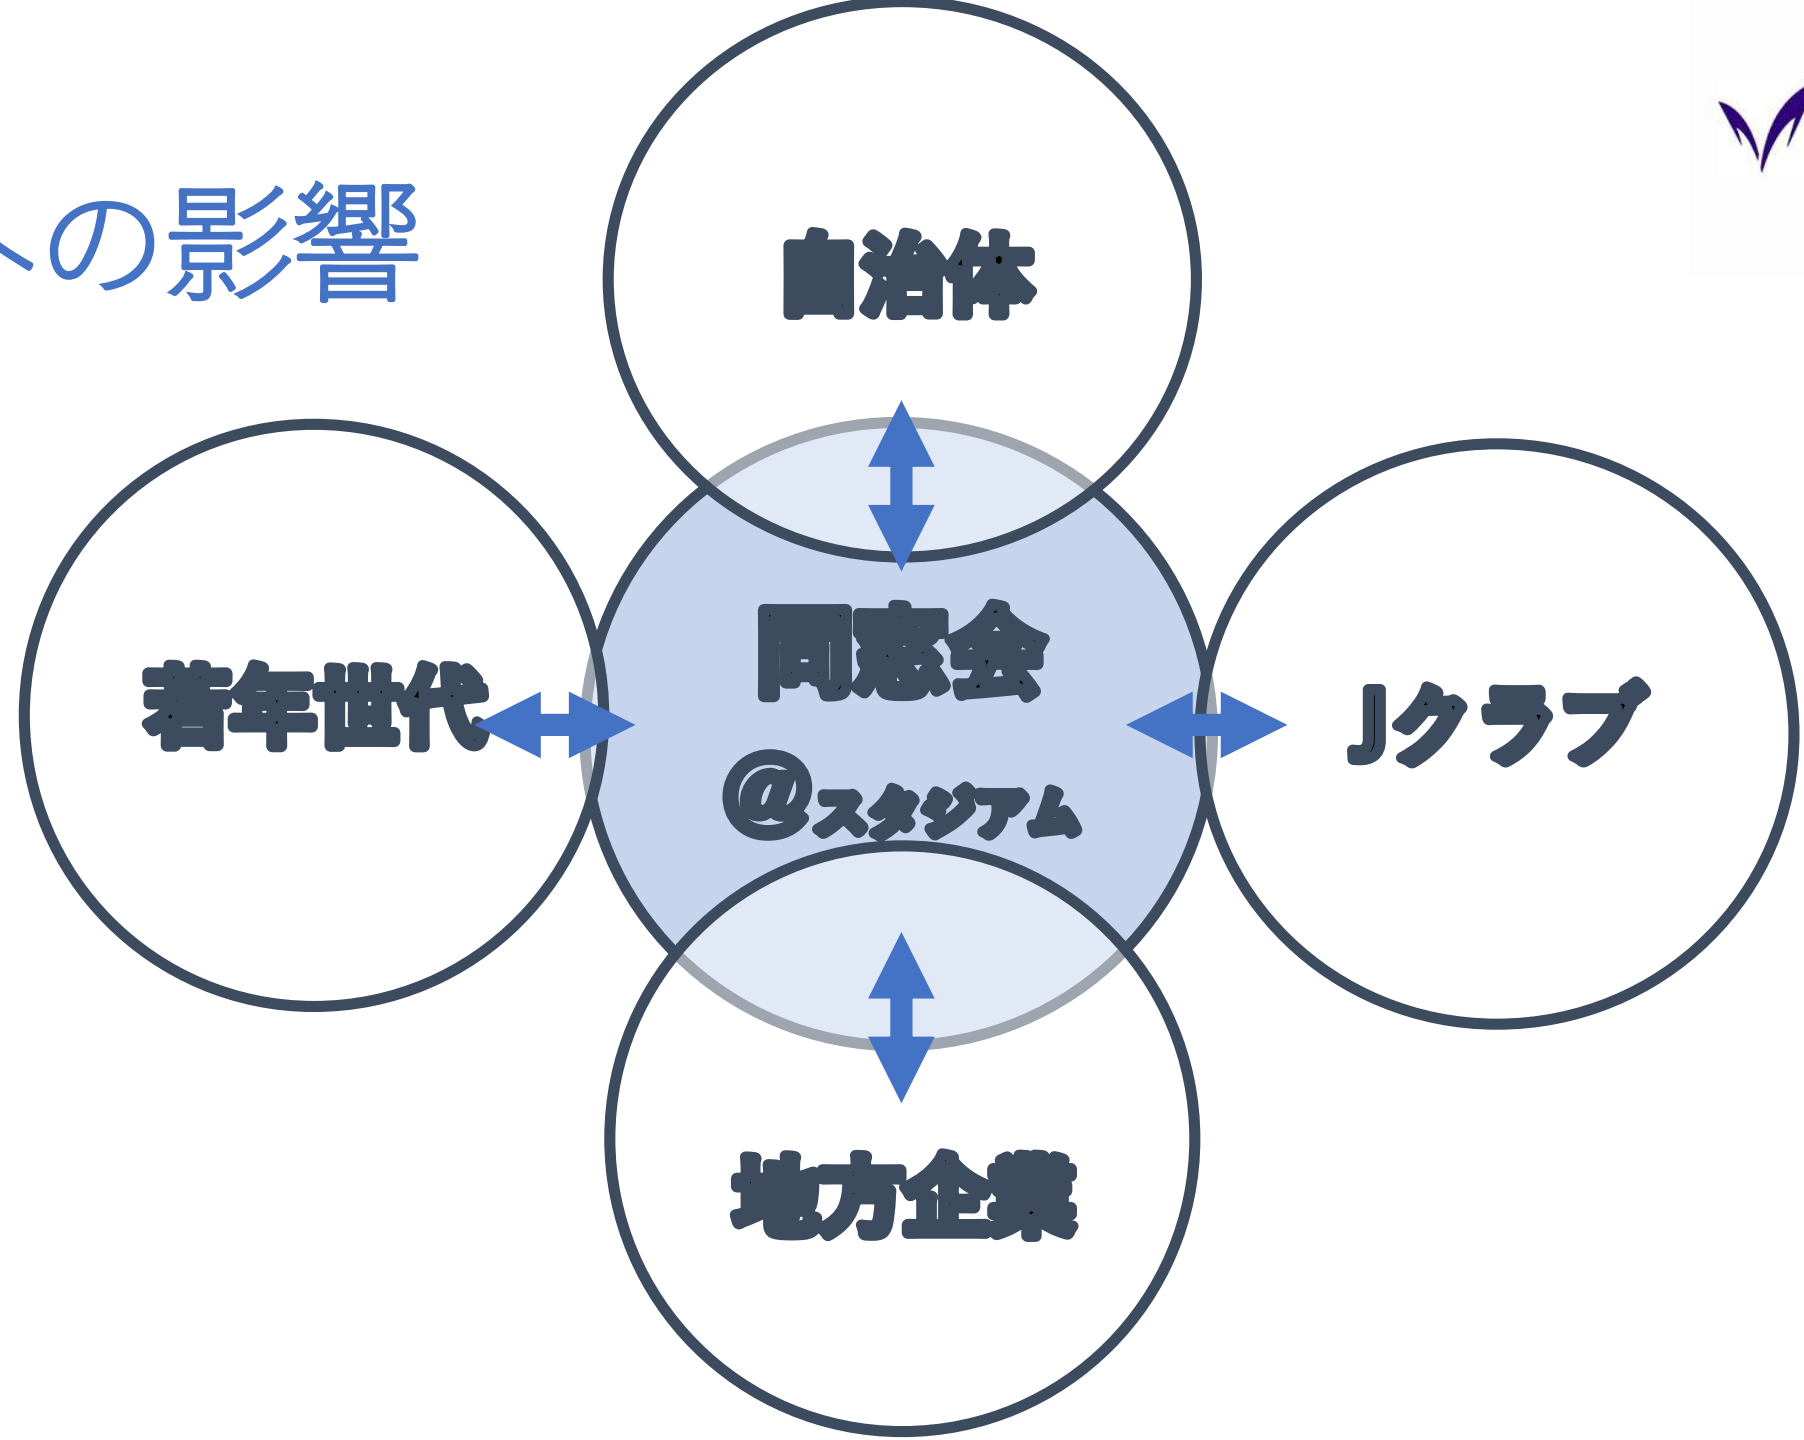 への影響
自治体
同窓会
@スタジアム
若年世代
Jクラブ
地方企業